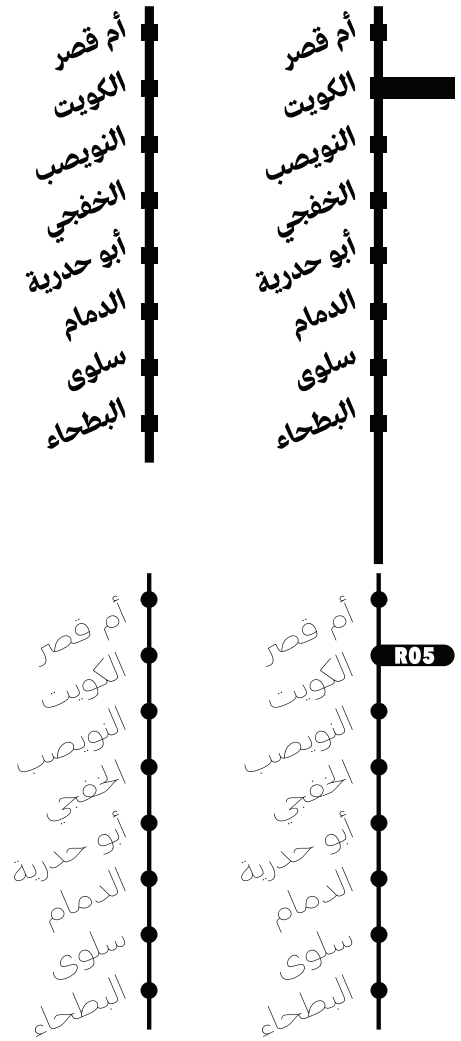 أم قصر
الكويت
النويصب
الخفجي
أبو حدرية
الدمام
سلوى
البطحاء
أم قصر
الكويت
النويصب
الخفجي
أبو حدرية
الدمام
سلوى
البطحاء
أم قصر
الكويت
النويصب
الخفجي
أبو حدرية
الدمام
سلوى
البطحاء
أم قصر
الكويت
R05
النويصب
الخفجي
أبو حدرية
الدمام
سلوى
البطحاء